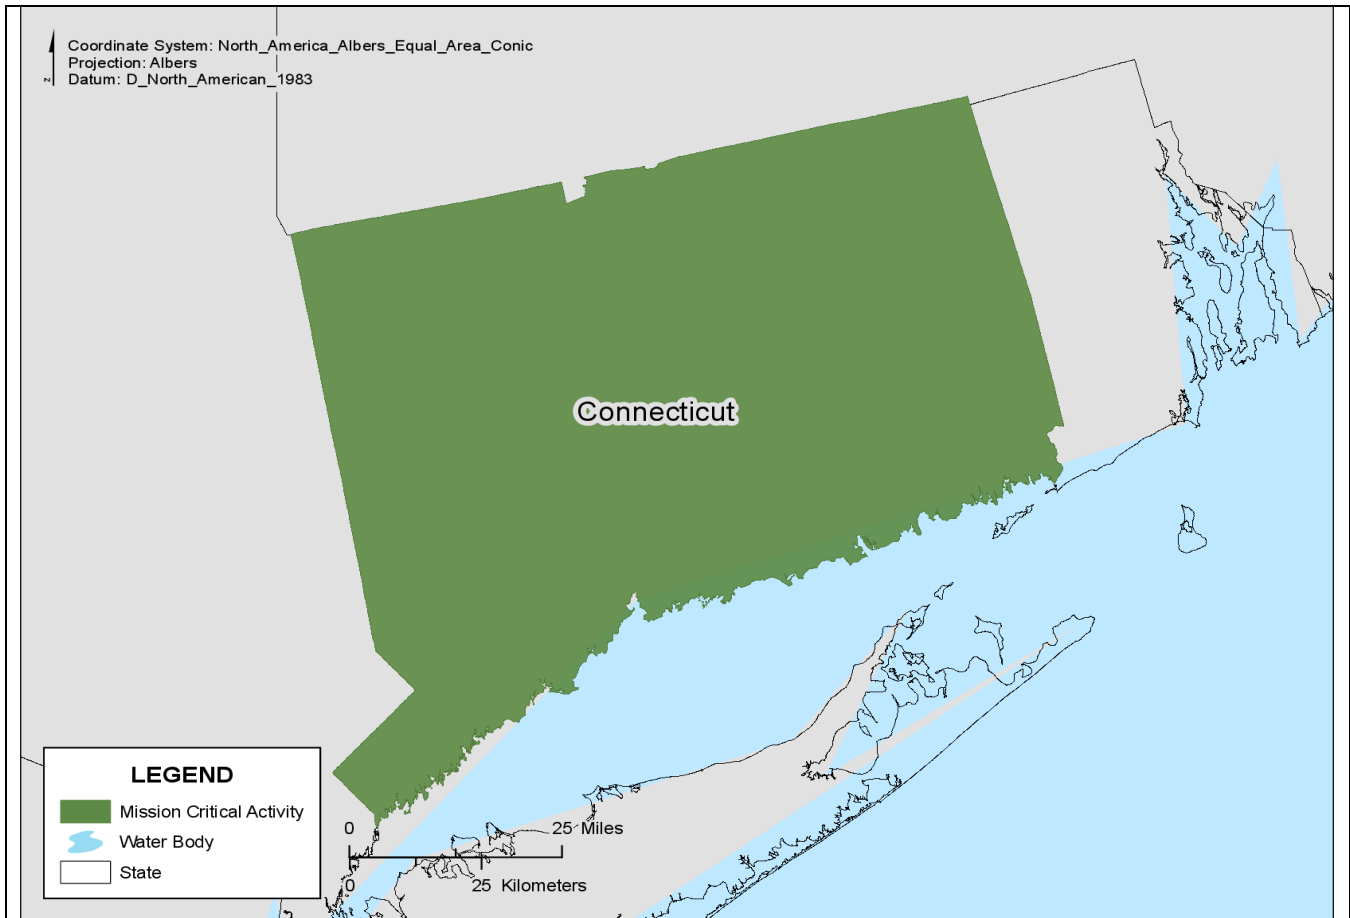 Coordinate System: North_America_Albers_Equal_Area_Conic
Projection: Albers
Datum: D_North_American_1983
z
Connecticut
LEGEND
Mission Critical Activity
Water Body
State
0 25 Miles
0 25 Kilometers